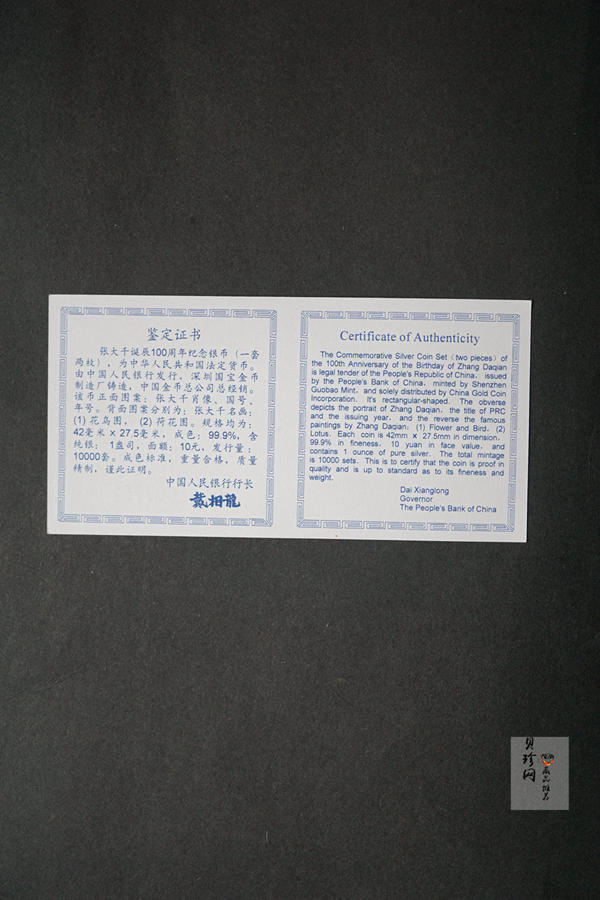 鉴定证书
张大千诞辰100周年纪念银币（一套
两枚），为中华人民共和国法定货币。
由中国人民银行发行，深圳国宝金币
制造厂铸造，中国金币总公司总经销。
该币正面图案：张大千肖像、国号、
年号。背面图案分别为：张大千名画：
(1) 花鸟图，(2) 荷花图。规格均为：
42毫米 x 27.5毫米，成色：99.9%，含
纯银：1盎司，面额：10元，发行量：
10000套。成色标准，重量合格，质量
精制，谨此证明。
中国人民银行行长
戴相龍
Certificate of Authenticity
The Commemorative Silver Coin Set (two pieces) of
the 100th Anniversary of the Birthday of Zhang Daqian
is legal tender of the People's Republic of China, issued
by the People's Bank of China, minted by Shenzhen
Guobao Mint, and solely distributed by China Gold Coin
Incorporation. It's rectangular-shaped. The obverse
depicts the portrait of Zhang Daqian, the title of PRC
and the issuing year, and the reverse the famous
paintings by Zhang Daqian: (1) Flower and Bird, (2)
Lotus. Each coin is 42mm x 27.5mm in dimension,
99.9% in fineness, 10 yuan in face value, and
contains 1 ounce of pure silver. The total mintage
is 10000 sets. This is to certify that the coin is proof in
quality and is up to standard as to its fineness and
weight.
Dai Xianglong
Governor
The People's Bank of China
贝珍网
藏品推荐